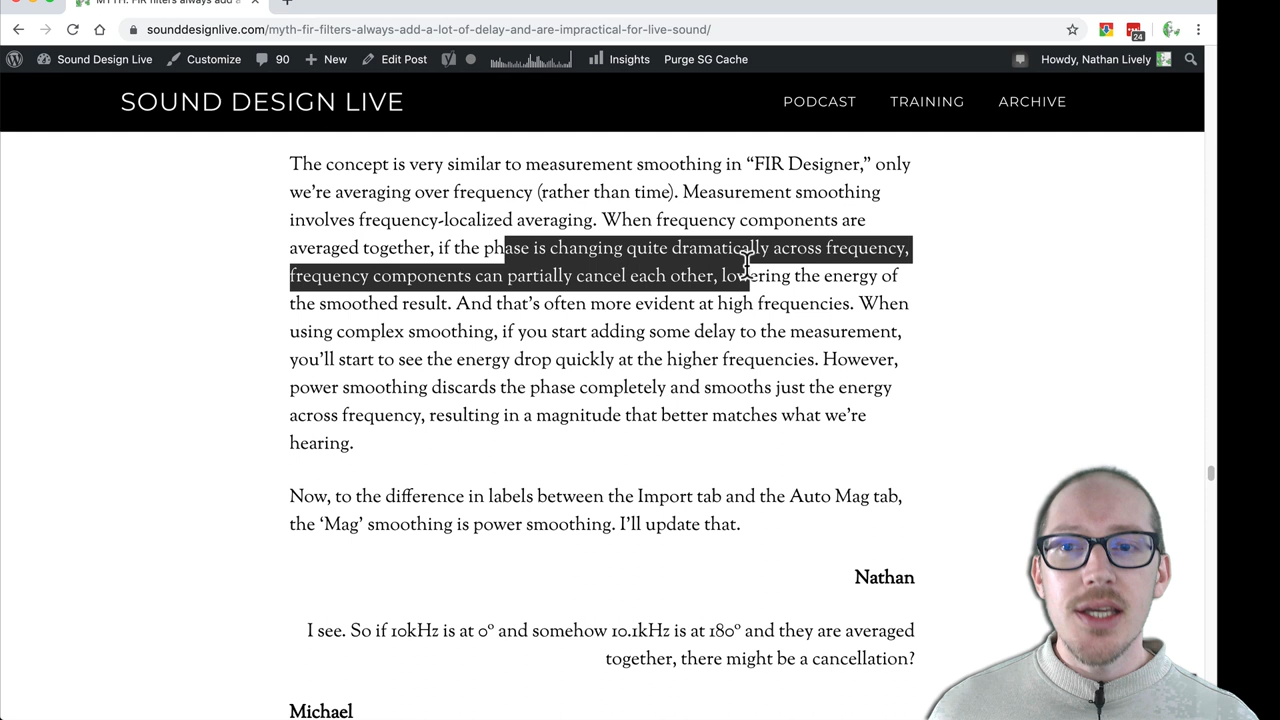 MYTH: FIR filters always add a
sounddesignlive.com/myth-fir-filters-always-add-a-lot-of-delay-and-are-impractical-for-live-sound/
24
Sound Design Live Customize 90 New Edit Post Insights Purge SG Cache Howdy, Nathan Lively
SOUND DESIGN LIVE PODCAST TRAINING ARCHIVE
The concept is very similar to measurement smoothing in “FIR Designer,” only
we’re averaging over frequency (rather than time). Measurement smoothing
involves frequency-localized averaging. When frequency components are
averaged together, if the phase is changing quite dramatically across frequency,
frequency components can partially cancel each other, lowering the energy of
the smoothed result. And that’s often more evident at high frequencies. When
using complex smoothing, if you start adding some delay to the measurement,
you’ll start to see the energy drop quickly at the higher frequencies. However,
power smoothing discards the phase completely and smooths just the energy
across frequency, resulting in a magnitude that better matches what we’re
hearing.
Now, to the difference in labels between the Import tab and the Auto Mag tab,
the ‘Mag’ smoothing is power smoothing. I’ll update that.
Nathan
I see. So if 10kHz is at 0º and somehow 10.1kHz is at 180º and they are averaged
together, there might be a cancellation?
Michael